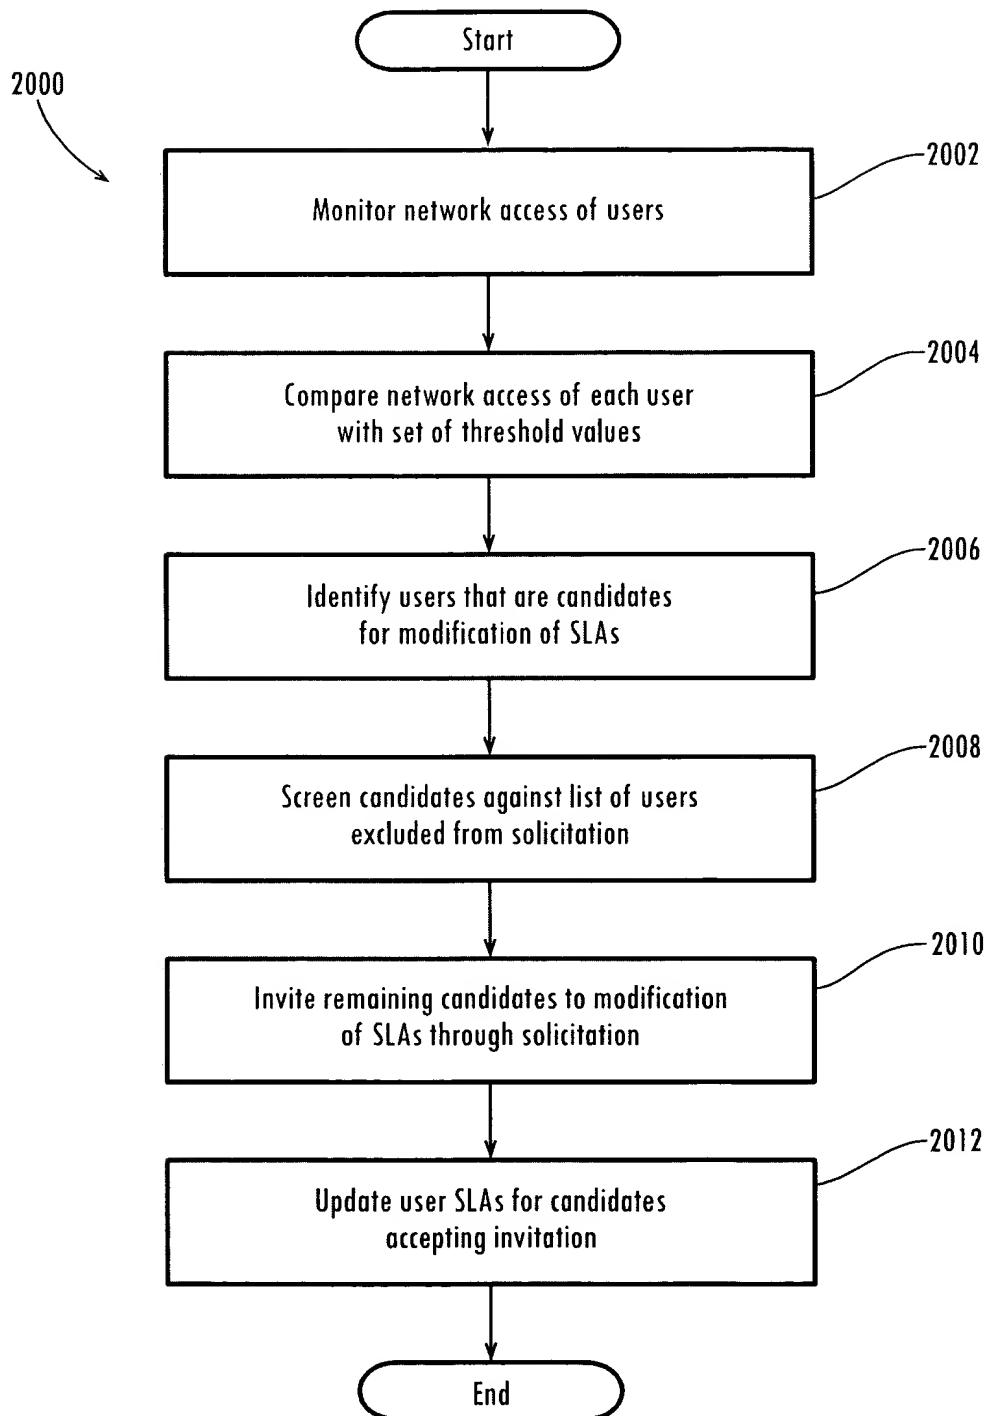 Start
2000
2002
Monitor network access of users
2004
Compare network access of each user
with set of threshold values
2006
Identify users that are candidates
for modification of SLAs
2008
Screen candidates against list of users
excluded from solicitation
2010
Invite remaining candidates to modification
of SLAs through solicitation
2012
Update user SLAs for candidates
accepting invitation
End